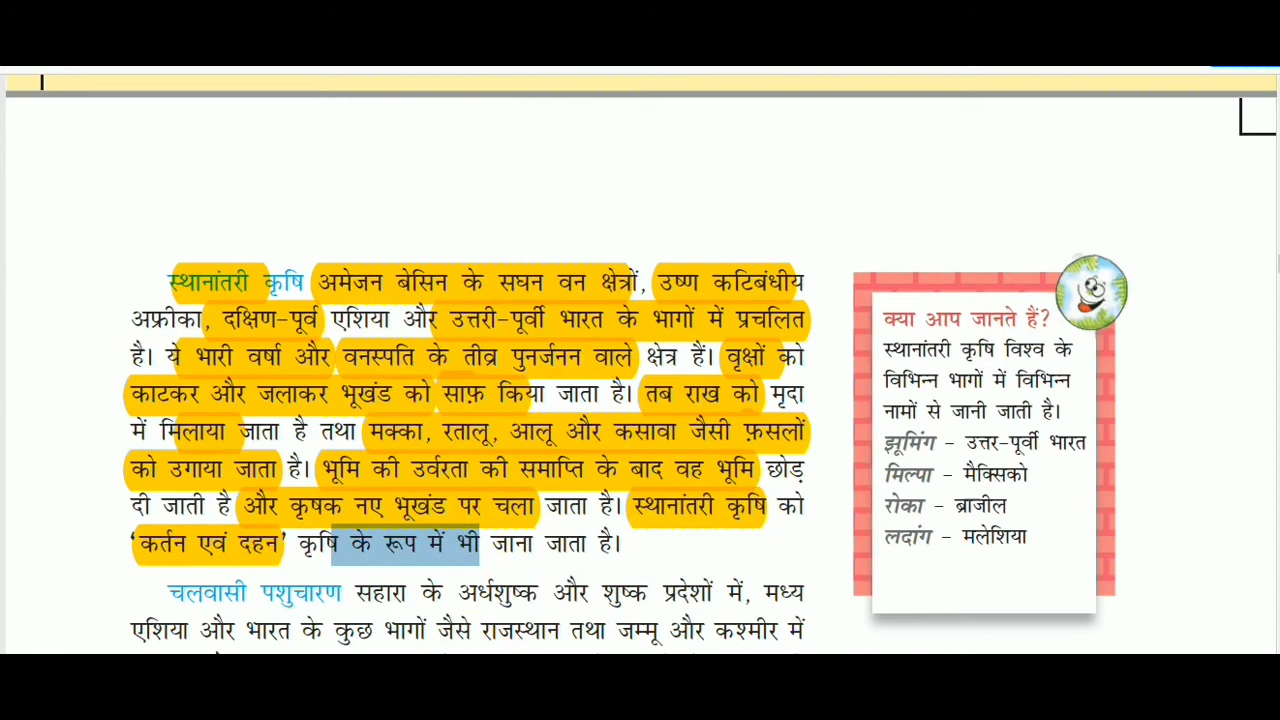 स्थानांतरी कृषि अमेजन बेसिन के सघन वन क्षेत्रों, उष्ण कटिबंधीय
अफ्रीका, दक्षिण-पूर्व एशिया और उत्तरी-पूर्वी भारत के भागों में प्रचलित
है। ये भारी वर्षा और वनस्पति के तीव्र पुनर्जनन वाले क्षेत्र हैं। वृक्षों को
काटकर और जलाकर भूखंड को साफ़ किया जाता है। तब राख को मृदा
में मिलाया जाता है तथा मक्का, रतालू, आलू और कसावा जैसी फ़सलों
को उगाया जाता है। भूमि की उर्वरता की समाप्ति के बाद वह भूमि छोड़
दी जाती है और कृषक नए भूखंड पर चला जाता है। स्थानांतरी कृषि को
‘कर्तन एवं दहन’ कृषि के रूप में भी जाना जाता है।
चलवासी पशुचारण सहारा के अर्धशुष्क और शुष्क प्रदेशों में, मध्य
एशिया और भारत के कुछ भागों जैसे राजस्थान तथा जम्मू और कश्मीर में
क्या आप जानते हैं?
स्थानांतरी कृषि विश्व के
विभिन्न भागों में विभिन्न
नामों से जानी जाती है।
झूमिंग – उत्तर-पूर्वी भारत
मिल्पा – मैक्सिको
रोका – ब्राजील
लदांग – मलेशिया